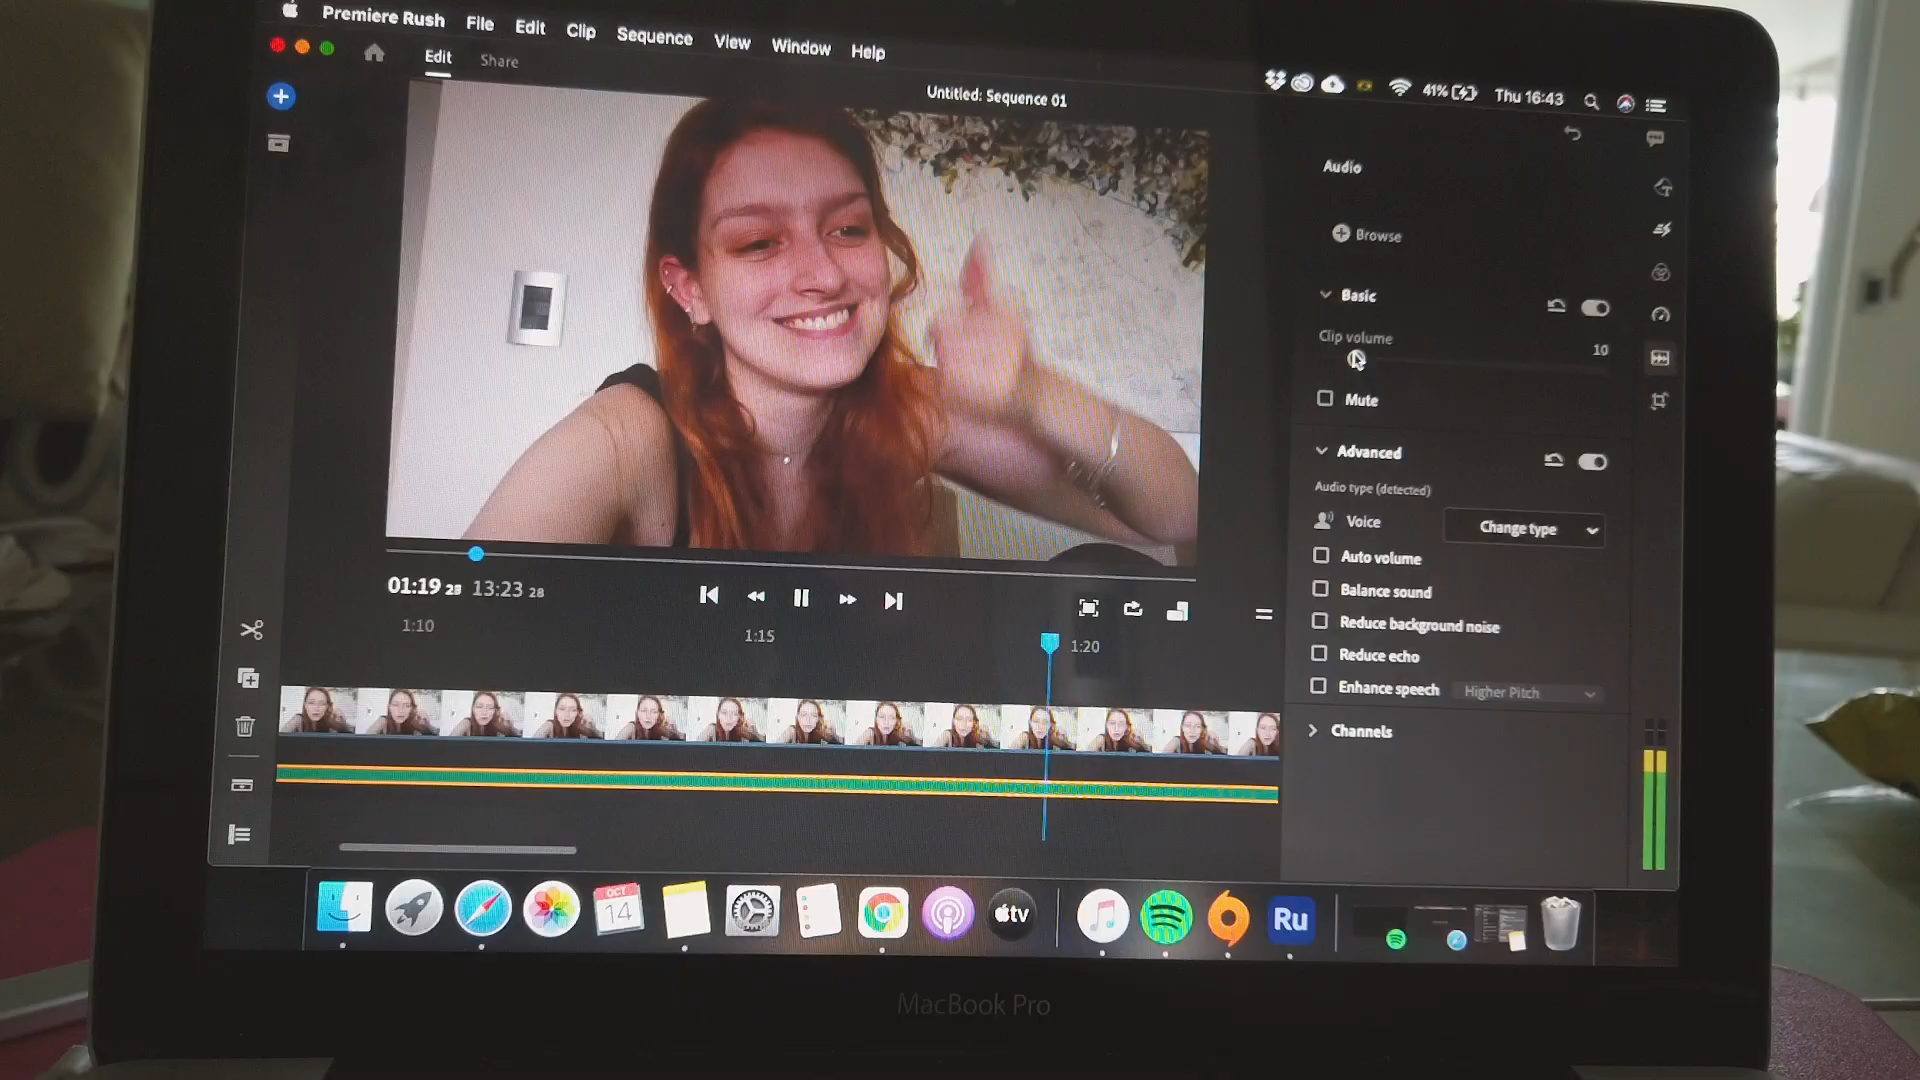 Premiere Rush File Edit Clip Sequence View Window Help
41% Thu 16:43
Edit Share
Untitled: Sequence 01
Audio
Browse
Basic
Clip volume
10
Mute
Advanced
Audio type (detected)
Voice Change type
Auto volume
Balance sound
Reduce background noise
Reduce echo
Enhance speech Higher Pitch
Channels
01:19 28 13:23 28
1:10 1:15 1:20
OCT
14
tv
Ru
MacBook Pro